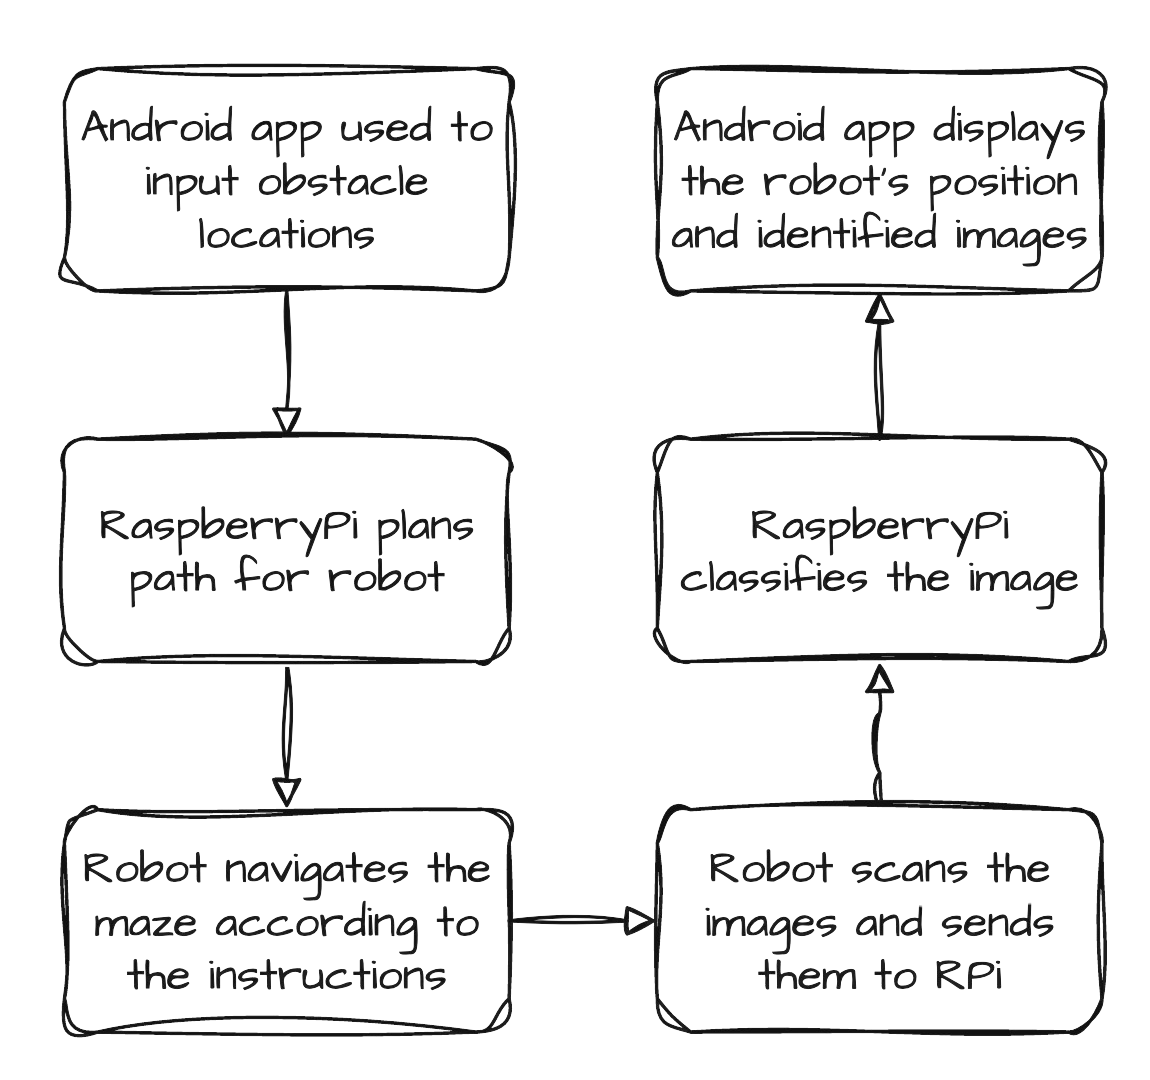 Android app used to
input obstacle
locations
RaspberryPi plans
path for robot
Robot navigates the
maze according to
the instructions
Robot scans the
images and sends
them to RPi
RaspberryPi
classifies the image
Android app displays
the robot's position
and identified images